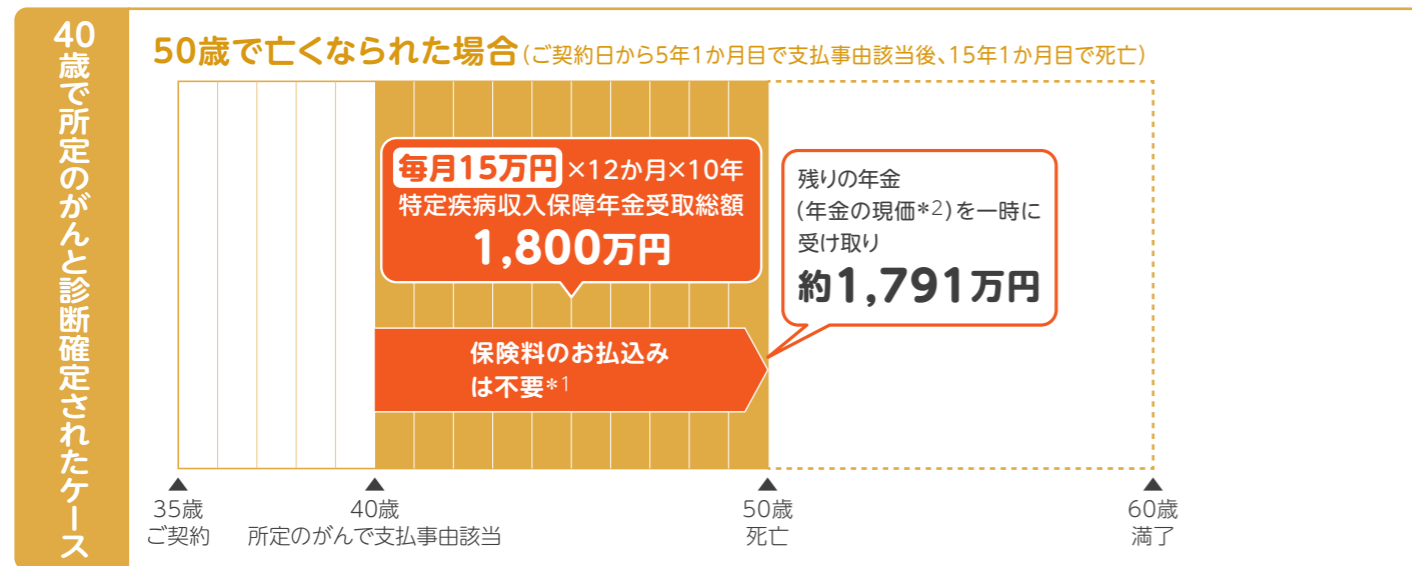 40歳で所定のがんと診断確定されたケース
50歳で亡くなられた場合(ご契約日から5年1か月目で支払事由該当後、15年1か月目で死亡)
毎月15万円×12か月×10年
特定疾病収入保障年金受取総額
1,800万円
残りの年金
(年金の現価*2)を一時に
受け取り
約1,791万円
保険料のお払込み
は不要*1
35歳
ご契約
40歳
所定のがんで支払事由該当
50歳
死亡
60歳
満了